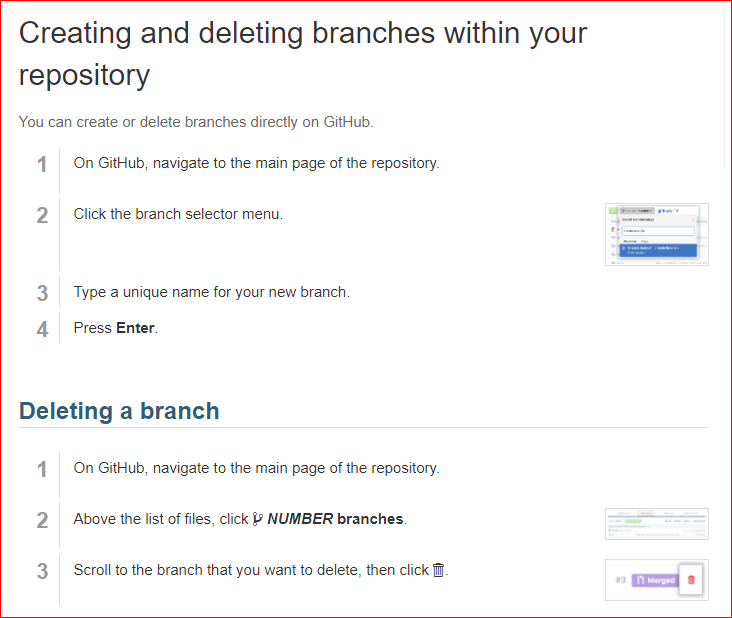 Creating and deleting branches within your
repository
You can create or delete branches directly on GitHub.
1 On GitHub, navigate to the main page of the repository.
2 Click the branch selector menu.
3 Type a unique name for your new branch.
4 Press Enter.
Deleting a branch
1 On GitHub, navigate to the main page of the repository.
2 Above the list of files, click NUMBER branches.
3 Scroll to the branch that you want to delete, then click .
#3 Merged